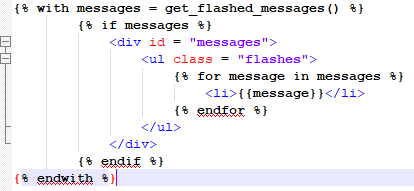 {% with messages = get_flashed_messages() %}
{% if messages %}
<div id = "messages">
<ul class = "flashes">
{% for message in messages %}
<li>{{message}}</li>
{% endfor %}
</ul>
</div>
{% endif %}
{% endwith %}